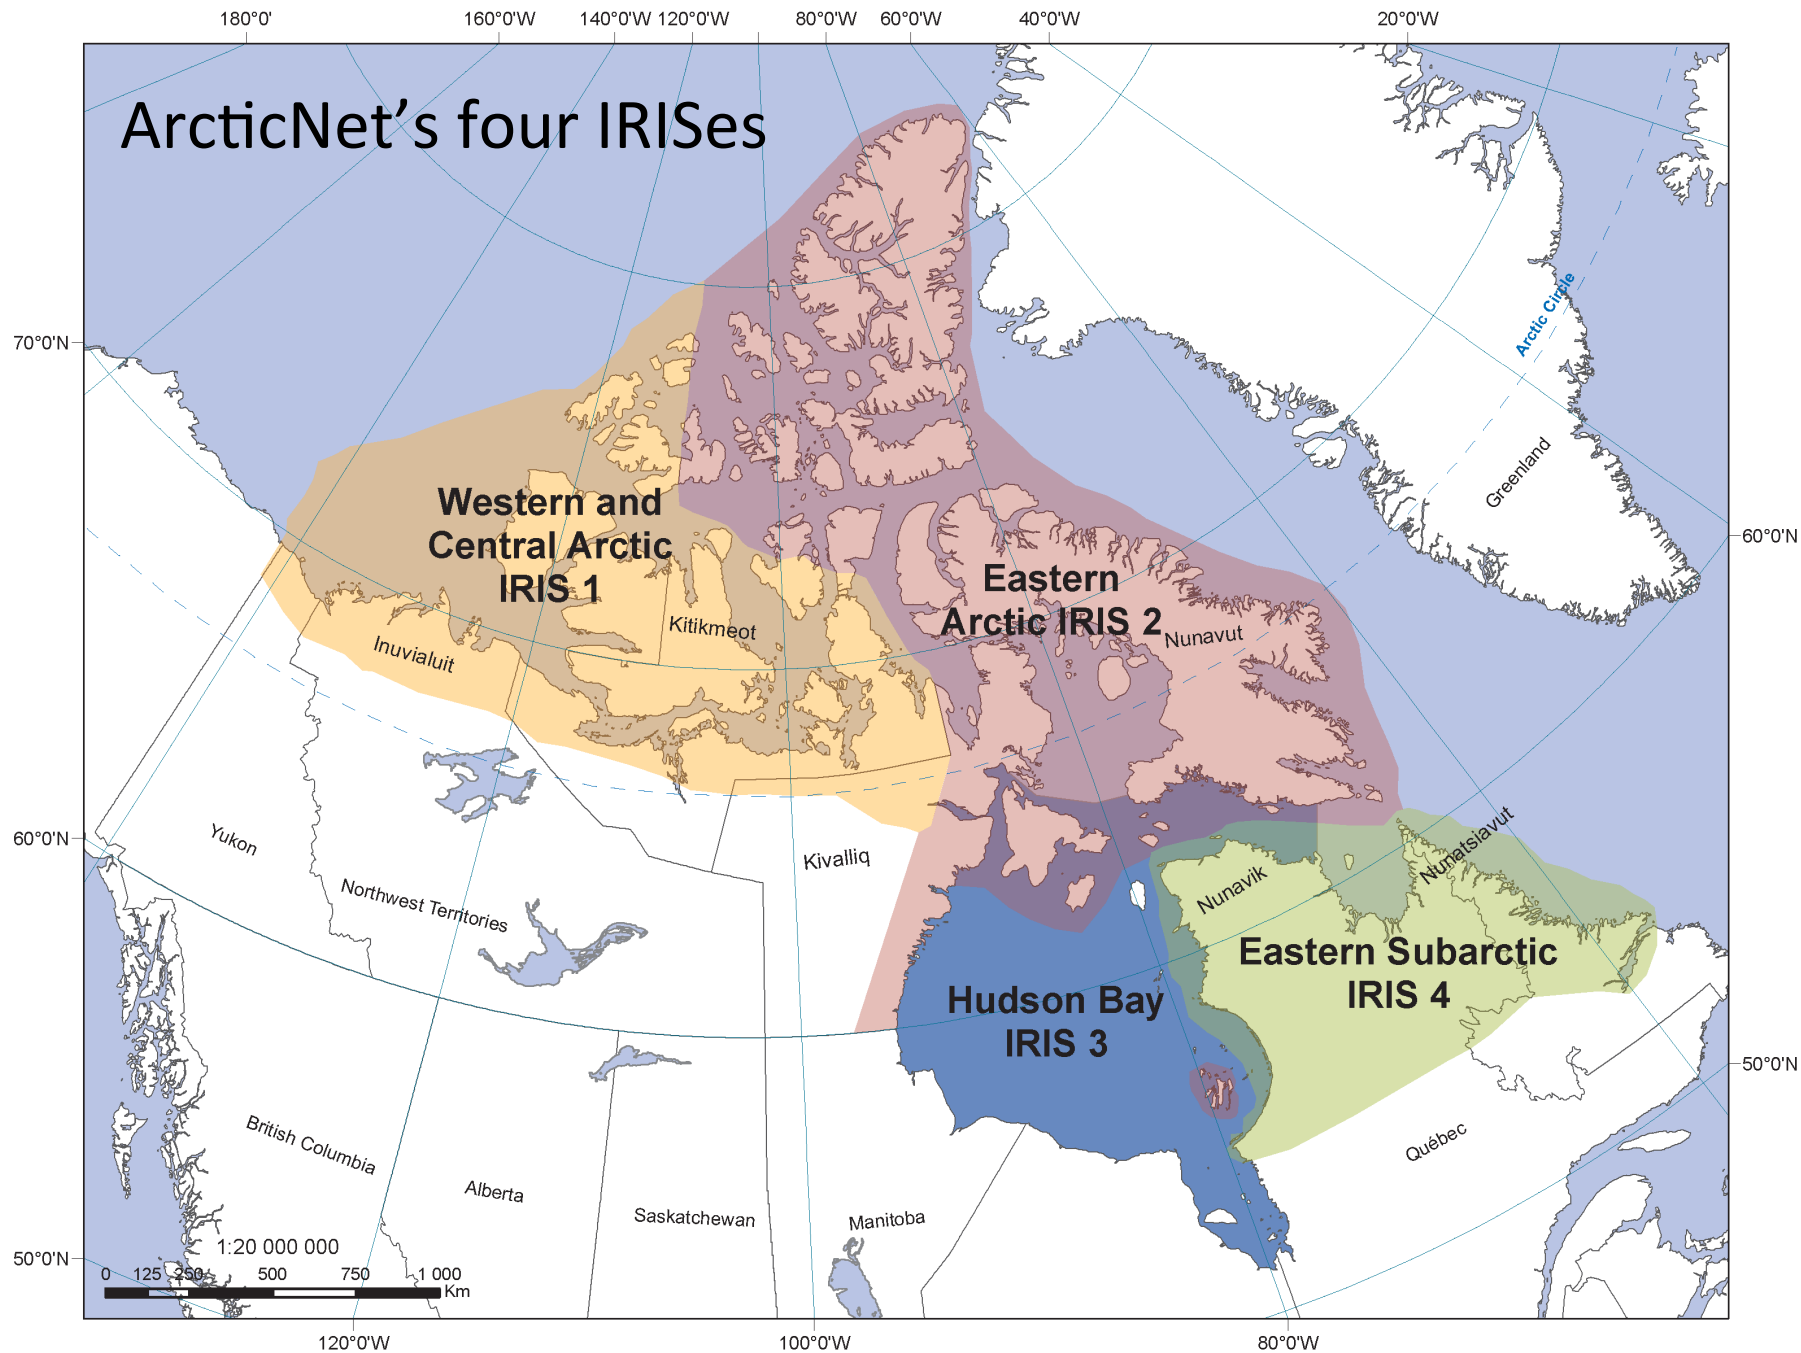 180°0'
160°0'W
140°0'W
120°0'W
80°0'W
60°0'W
40°0'W
20°0'W
ArcticNet's four IRISes
70°0'N
60°0'N
50°0'N
Arctic Circle
Greenland
60°0'N
50°0'N
Western and
Central Arctic
IRIS 1
Eastern
Arctic IRIS 2
Kitikmeot
Nunavut
Inuvialuit
Yukon
Kivalliq
Northwest Territories
Nunavik
Nunatsiavut
Eastern Subarctic
IRIS 4
Hudson Bay
IRIS 3
British Columbia
Alberta
Saskatchewan
Manitoba
Québec
1:20 000 000
0 125 250 500 750 1 000
Km
120°0'W
100°0'W
80°0'W